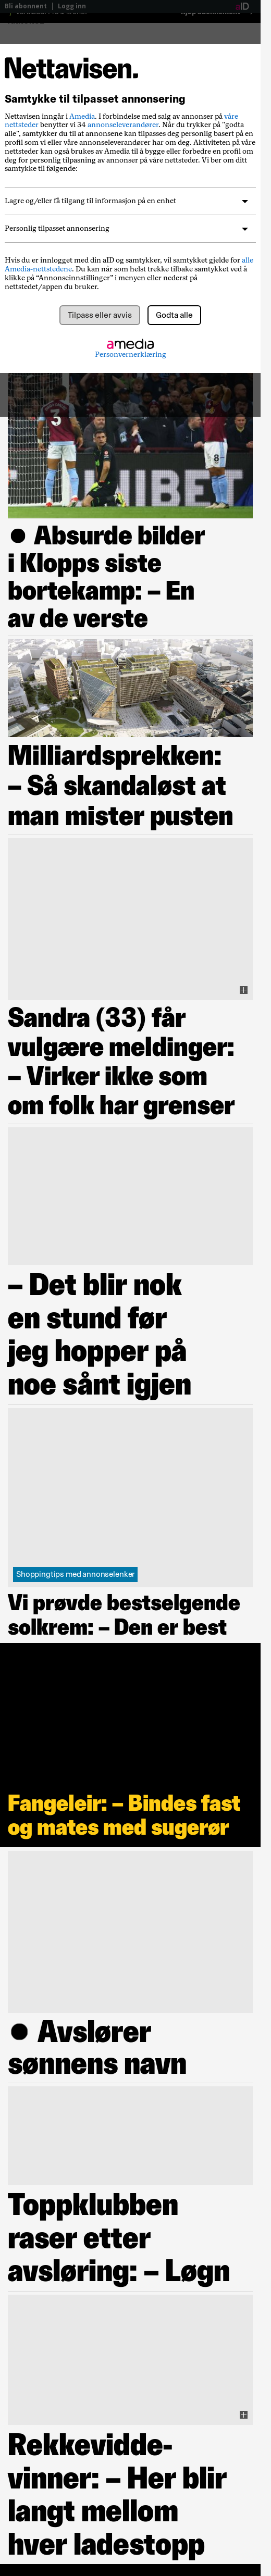 Bli abonnent | Logg inn
aID
Nettavisen.
Samtykke til tilpasset annonsering
Nettavisen inngår i Amedia. I forbindelse med salg av annonser på våre
nettsteder benytter vi 34 annonseleverandører. Når du trykker på "godta
alle", samtykker du til at annonsene kan tilpasses deg personlig basert på en
profil som vi eller våre annonseleverandører har om deg. Aktiviteten på våre
nettsteder kan også brukes av Amedia til å bygge eller forbedre en profil om
deg for personlig tilpasning av annonser på våre nettsteder. Vi ber om ditt
samtykke til følgende:
Lagre og/eller få tilgang til informasjon på en enhet
Personlig tilpasset annonsering
Hvis du er innlogget med din aID og samtykker, vil samtykket gjelde for alle
Amedia-nettstedene. Du kan når som helst trekke tilbake samtykket ved å
klikke på “Annonseinnstillinger” i menyen eller nederst på
nettstedet/appen du bruker.
Tilpass eller avvis
Godta alle
amedia
Personvernerklæring
3
8
Absurde bilder
i Klopps siste
bortekamp: – En
av de verste
Milliardsprekken:
– Så skandaløst at
man mister pusten
Sandra (33) får
vulgære meldinger:
– Virker ikke som
om folk har grenser
– Det blir nok
en stund før
jeg hopper på
noe sånt igjen
Shoppingtips med annonselenker
Vi prøvde bestselgende
solkrem: – Den er best
Fangeleir: – Bindes fast
og mates med sugerør
Avslører
sønnens navn
Toppklubben
raser etter
avsløring: – Løgn
Rekkevidde-
vinner: – Her blir
langt mellom
hver ladestopp